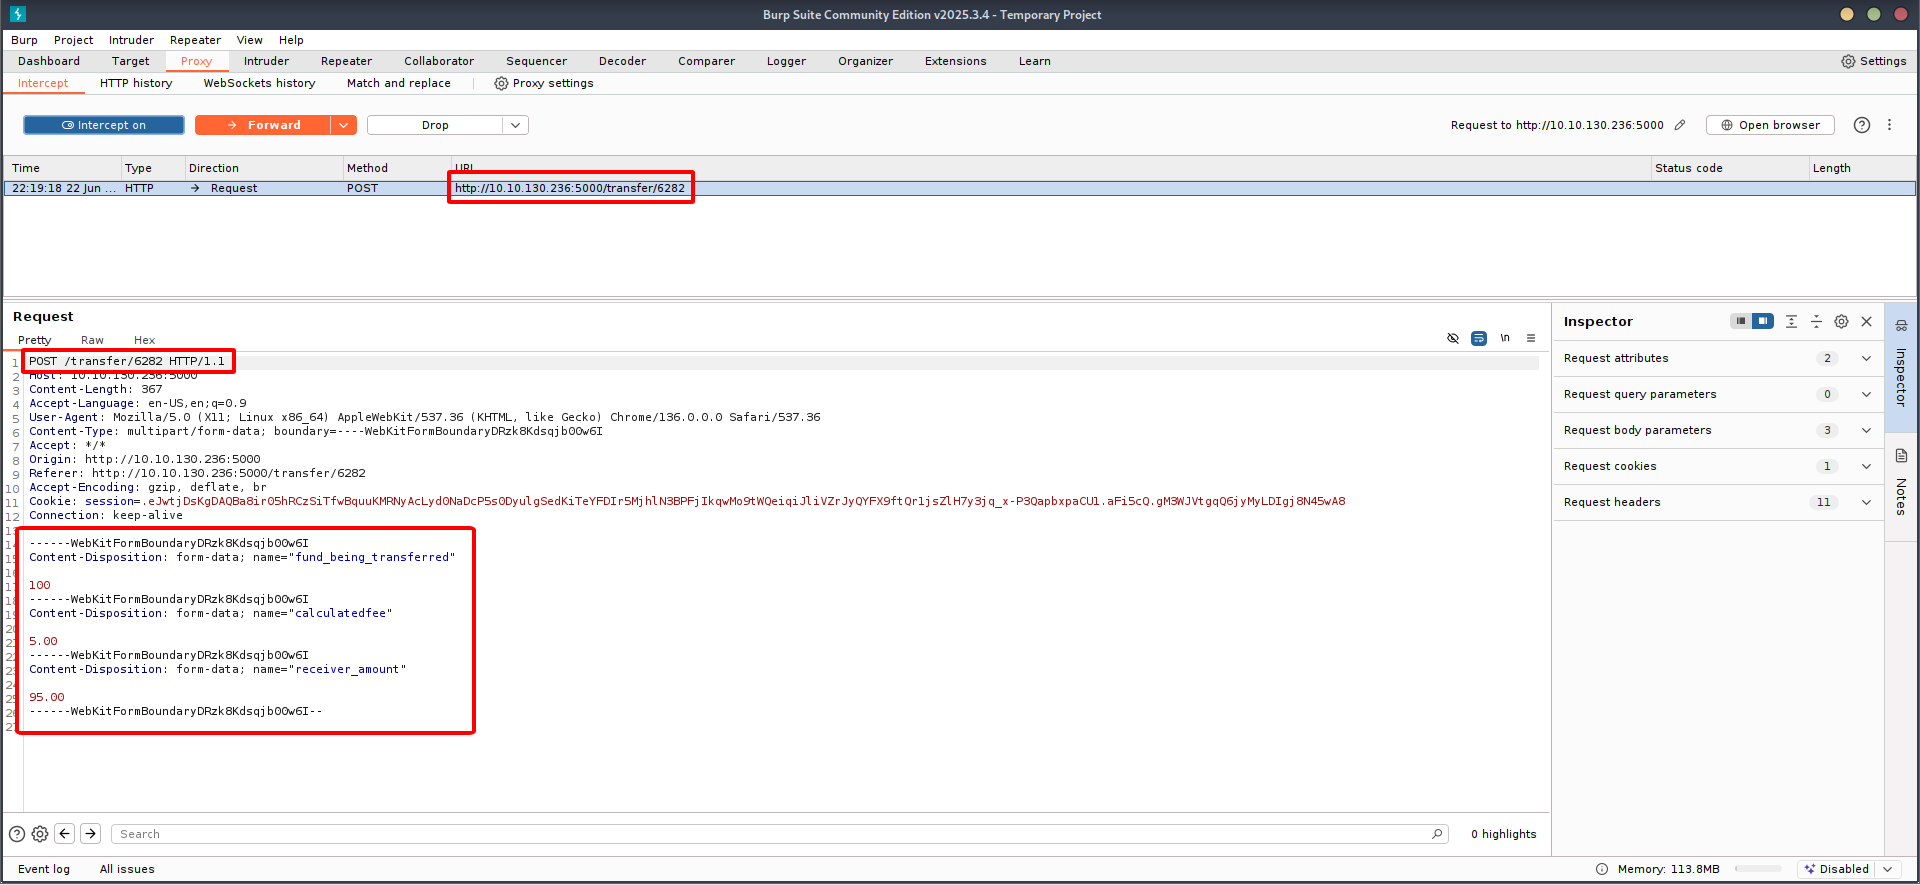 Burp Suite Community Edition v2025.3.4 - Temporary Project
Burp Project Intruder Repeater View Help
Dashboard Target Proxy Intruder Repeater Collaborator Sequencer Decoder Comparer Logger Organizer Extensions Learn Settings
Intercept HTTP history WebSockets history Match and replace Proxy settings
Intercept on Forward Drop Request to http://10.10.130.236:5000 Open browser
Time Type Direction Method URL Status code Length
22:19:18 22 Jun ... HTTP → Request POST http://10.10.130.236:5000/transfer/6282
Request
Pretty Raw Hex
1 POST /transfer/6282 HTTP/1.1
2 Host: 10.10.130.236:5000
3 Content-Length: 367
4 Accept-Language: en-US,en;q=0.9
5 User-Agent: Mozilla/5.0 (X11; Linux x86_64) AppleWebKit/537.36 (KHTML, like Gecko) Chrome/136.0.0.0 Safari/537.36
6 Content-Type: multipart/form-data; boundary=----WebKitFormBoundaryDRzk8Kdsqjb00w6I
7 Accept: */*
8 Origin: http://10.10.130.236:5000
9 Referer: http://10.10.130.236:5000/transfer/6282
10 Accept-Encoding: gzip, deflate, br
11 Cookie: session=.eJwtjDsKgDAQBa8ir05hRCzSiTfwBquuKMRNyAcLyd0NaDcP5s0DyulgSedKiTeYFDIr5MjhlN3BPFjIkqwMo9tWQeiqiJliVZrJyQYFX9ftQr1jsZlH7y3jq_x-P3QapbxpaCU1.aFi5cQ.gM3WJVtgqQ6jyMyLDIgj8N45wA8
12 Connection: keep-alive
13
14 ------WebKitFormBoundaryDRzk8Kdsqjb00w6I
15 Content-Disposition: form-data; name="fund_being_transferred"
16
17 100
18 ------WebKitFormBoundaryDRzk8Kdsqjb00w6I
19 Content-Disposition: form-data; name="calculatedfee"
20
21 5.00
22 ------WebKitFormBoundaryDRzk8Kdsqjb00w6I
23 Content-Disposition: form-data; name="receiver_amount"
24
25 95.00
26 ------WebKitFormBoundaryDRzk8Kdsqjb00w6I--
27
\n
Inspector
Request attributes 2
Request query parameters 0
Request body parameters 3
Request cookies 1
Request headers 11
Inspector
Notes
Search 0 highlights
Event log All issues Memory: 113.8MB Disabled